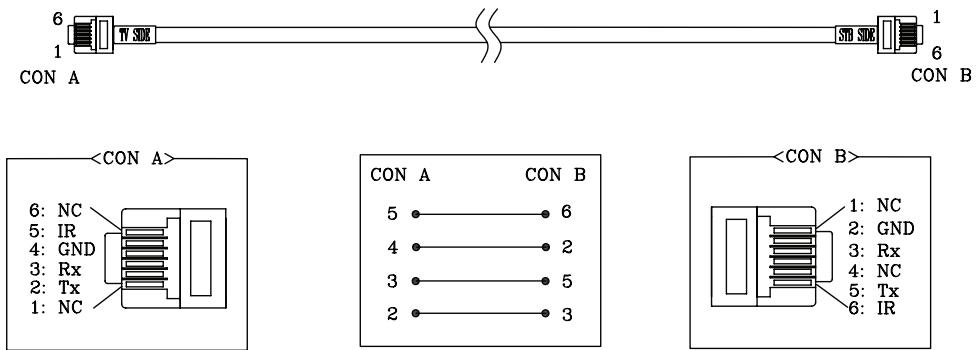 6
1
CON A
TV SIDE
STB SIDE
1
6
CON B
<CON A>
6: NC
5: IR
4: GND
3: Rx
2: Tx
1: NC
CON A CON B
5 6
4 2
3 5
2 3
<CON B>
1: NC
2: GND
3: Rx
4: NC
5: Tx
6: IR